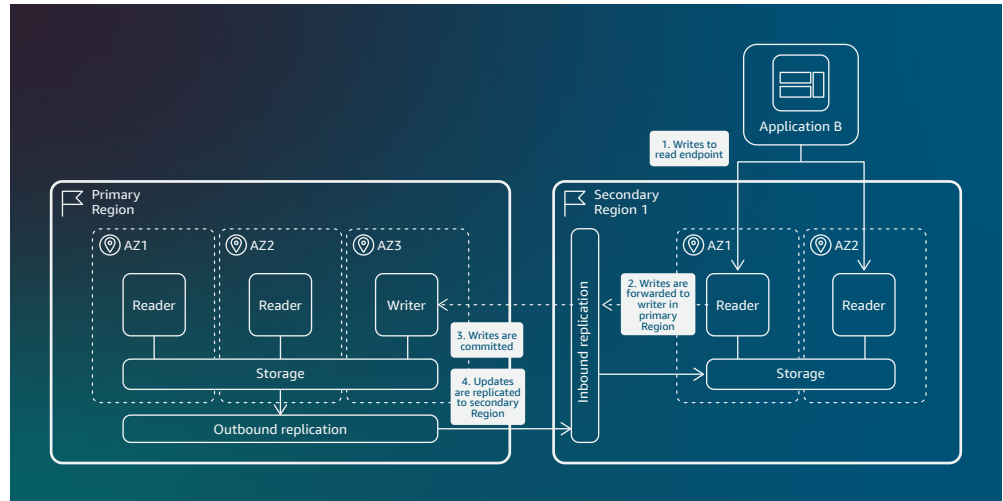 Application B
1. Writes to
read endpoint
Primary
Region
AZ1
AZ2
AZ3
Reader
Reader
Writer
3. Writes are
committed
Storage
4. Updates
are replicated
to secondary
Region
Outbound replication
Secondary
Region 1
Inbound replication
2. Writes are
forwarded to
writer in
primary
Region
AZ1
AZ2
Reader
Reader
Storage